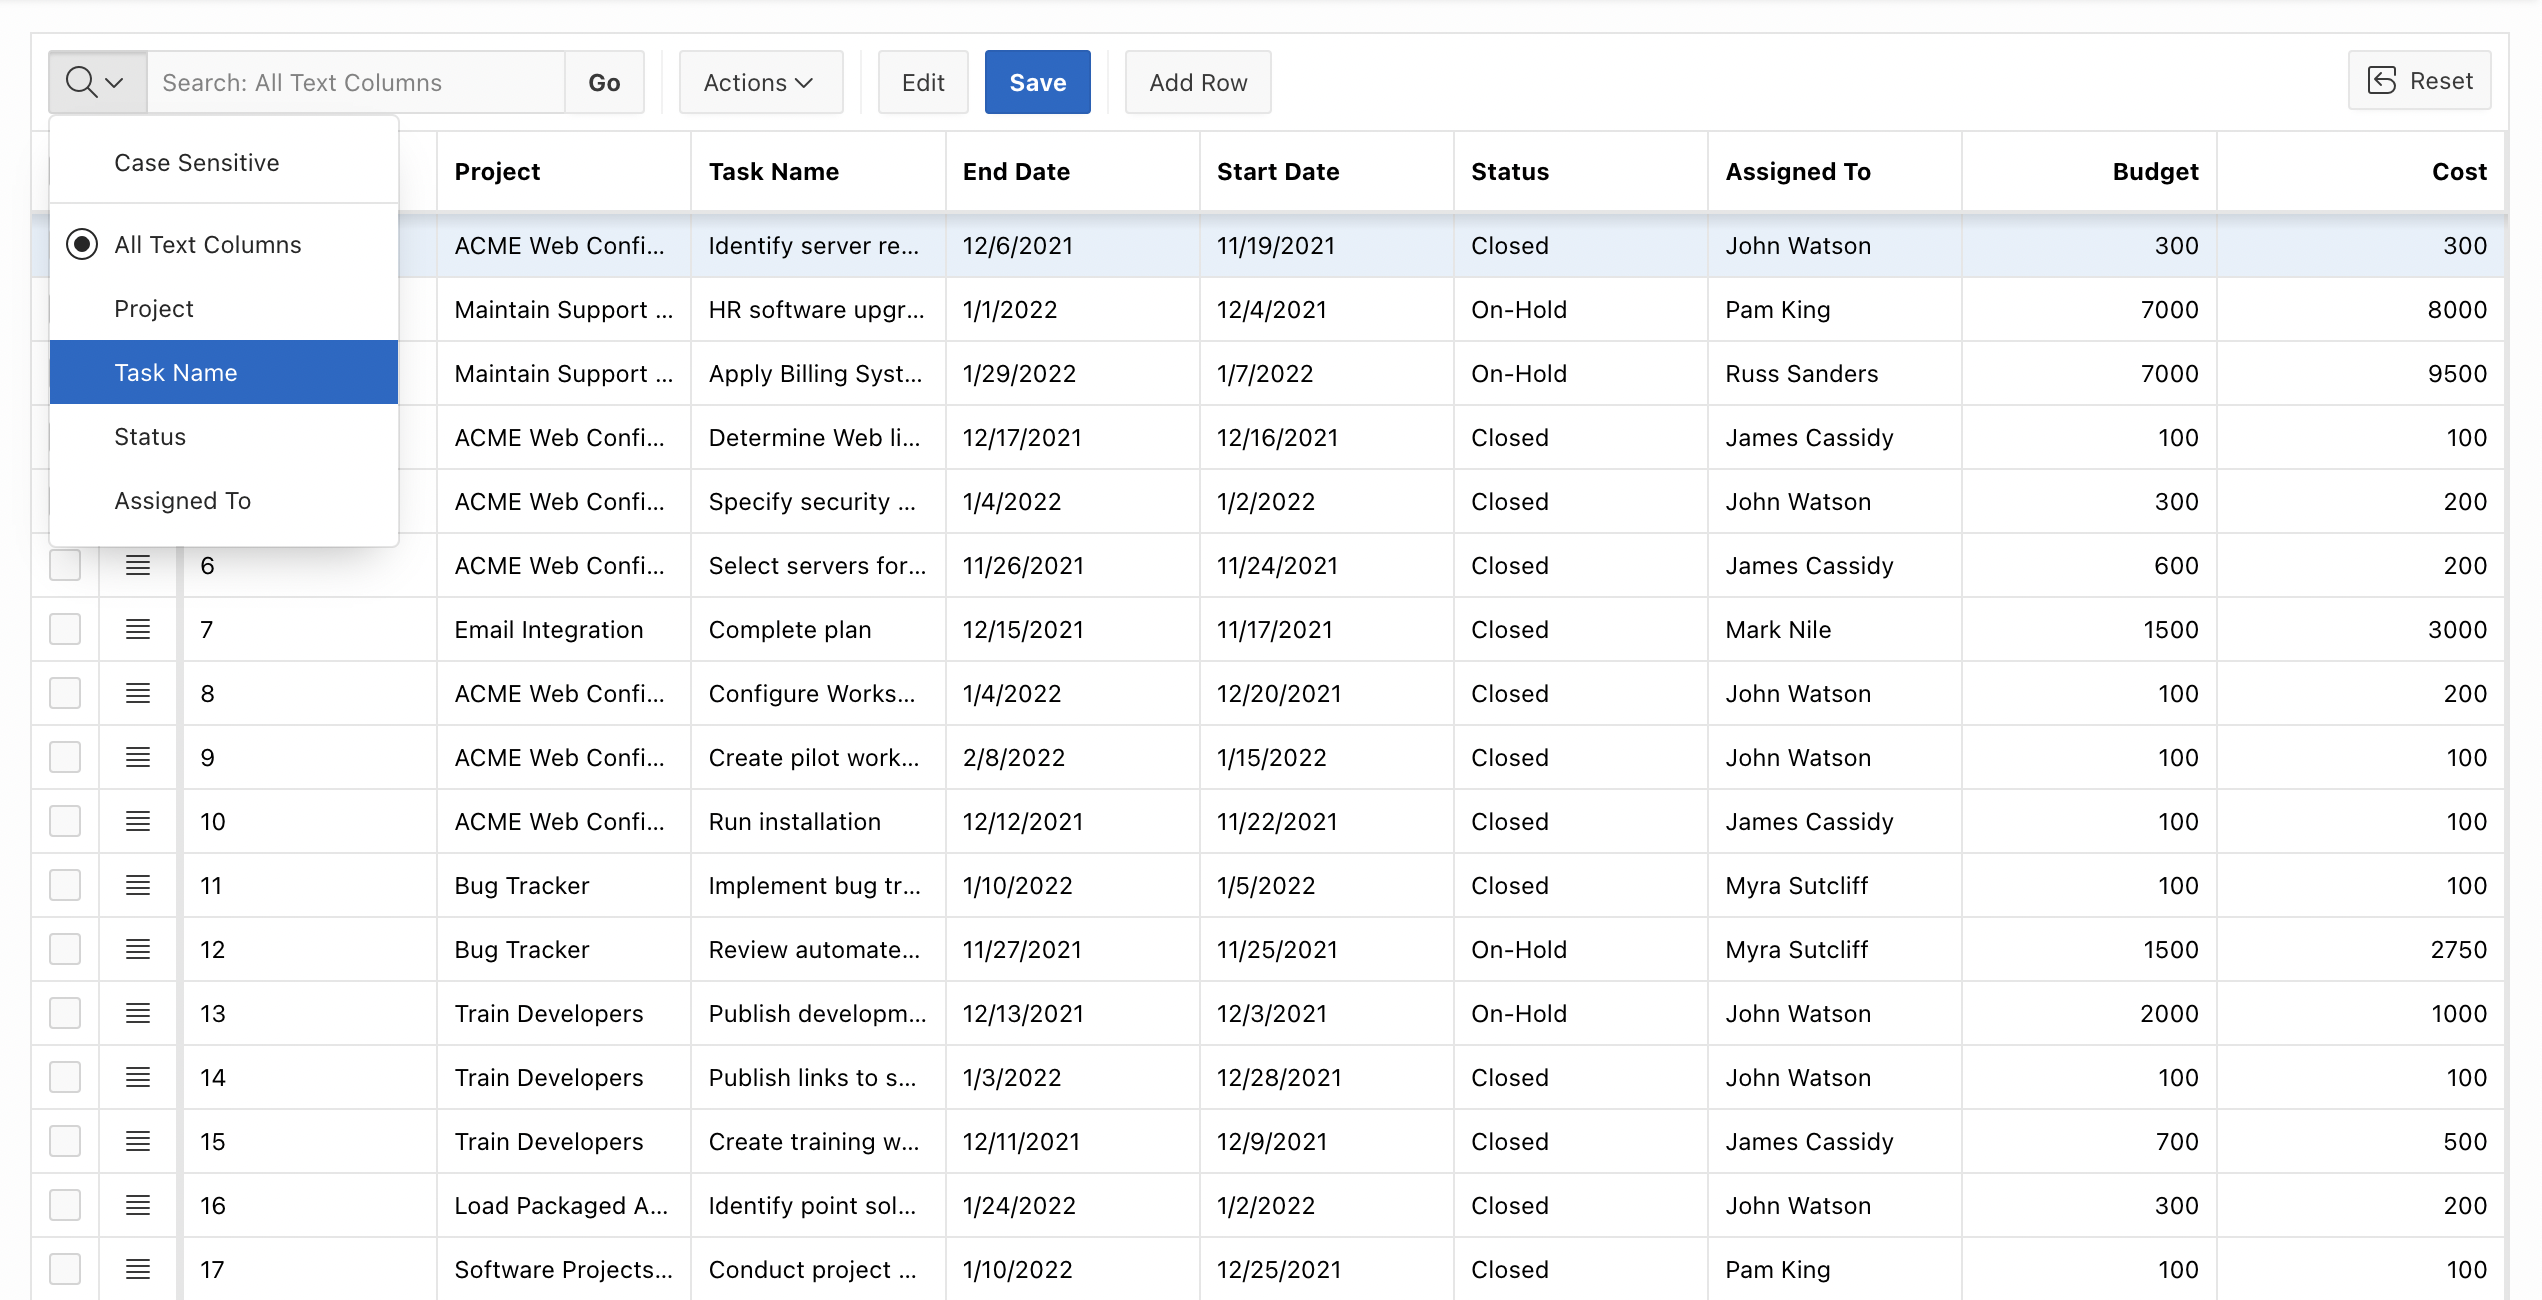 Search: All Text Columns Go Actions Edit Save Add Row Reset
Case Sensitive
All Text Columns
Project
Task Name
Status
Assigned To
Project Task Name End Date Start Date Status Assigned To Budget Cost
ACME Web Confi... Identify server re... 12/6/2021 11/19/2021 Closed John Watson 300 300
Maintain Support ... HR software upgr... 1/1/2022 12/4/2021 On-Hold Pam King 7000 8000
Maintain Support ... Apply Billing Syst... 1/29/2022 1/7/2022 On-Hold Russ Sanders 7000 9500
ACME Web Confi... Determine Web li... 12/17/2021 12/16/2021 Closed James Cassidy 100 100
ACME Web Confi... Specify security ... 1/4/2022 1/2/2022 Closed John Watson 300 200
6 ACME Web Confi... Select servers for... 11/26/2021 11/24/2021 Closed James Cassidy 600 200
7 Email Integration Complete plan 12/15/2021 11/17/2021 Closed Mark Nile 1500 3000
8 ACME Web Confi... Configure Works... 1/4/2022 12/20/2021 Closed John Watson 100 200
9 ACME Web Confi... Create pilot work... 2/8/2022 1/15/2022 Closed John Watson 100 100
10 ACME Web Confi... Run installation 12/12/2021 11/22/2021 Closed James Cassidy 100 100
11 Bug Tracker Implement bug tr... 1/10/2022 1/5/2022 Closed Myra Sutcliff 100 100
12 Bug Tracker Review automate... 11/27/2021 11/25/2021 On-Hold Myra Sutcliff 1500 2750
13 Train Developers Publish developm... 12/13/2021 12/3/2021 On-Hold John Watson 2000 1000
14 Train Developers Publish links to s... 1/3/2022 12/28/2021 Closed John Watson 100 100
15 Train Developers Create training w... 12/11/2021 12/9/2021 Closed James Cassidy 700 500
16 Load Packaged A... Identify point sol... 1/24/2022 1/2/2022 Closed John Watson 300 200
17 Software Projects... Conduct project ... 1/10/2022 12/25/2021 Closed Pam King 100 100